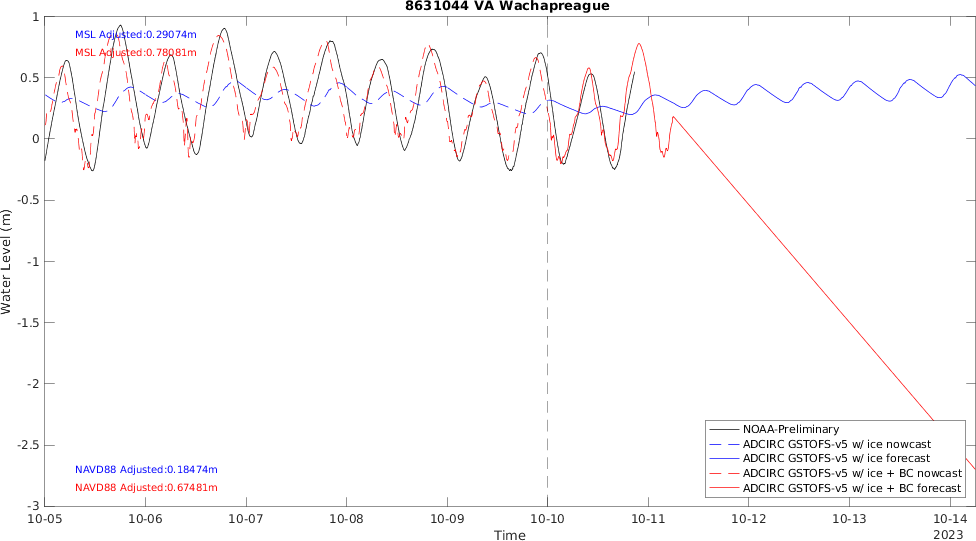 8631044 VA Wachapreague
MSL Adjusted:0.29074m
MSL Adjusted:0.78081m
Water Level (m)
1
0.5
0
-0.5
-1
-1.5
-2
-2.5
-3
NAVD88 Adjusted:0.18474m
NAVD88 Adjusted:0.67481m
NOAA-Preliminary
ADCIRC GSTOFS-v5 w/ ice nowcast
ADCIRC GSTOFS-v5 w/ ice forecast
ADCIRC GSTOFS-v5 w/ ice + BC nowcast
ADCIRC GSTOFS-v5 w/ ice + BC forecast
10-05 10-06 10-07 10-08 10-09 10-10 10-11 10-12 10-13 10-14
Time
2023